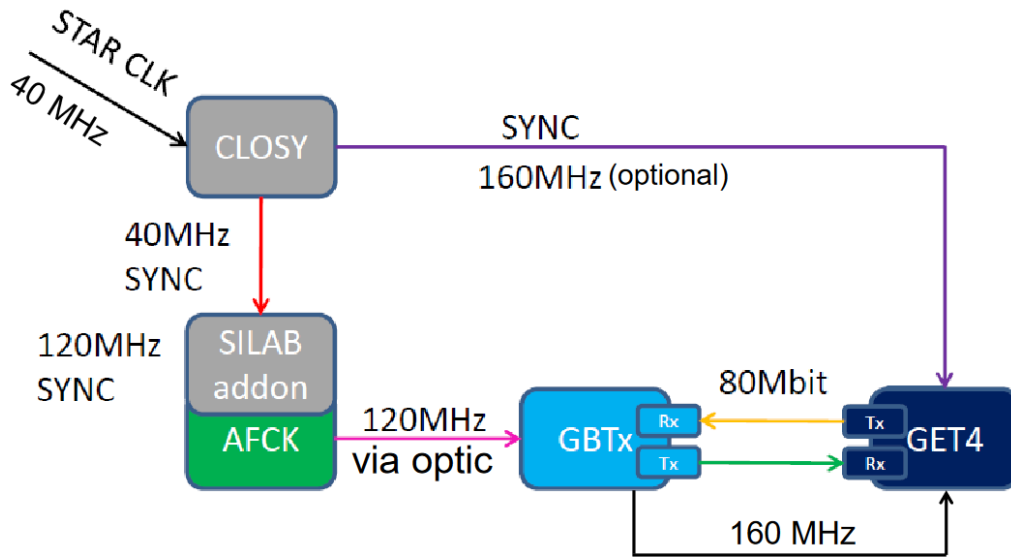 STAR CLK
40 MHz
CLOSY
SYNC
160MHz (optional)
40MHz
SYNC
120MHz
SYNC
SILAB
addon
AFCK
120MHz
via optic
GBTx
Rx
Tx
80Mbit
Tx
Rx
GET4
160 MHz